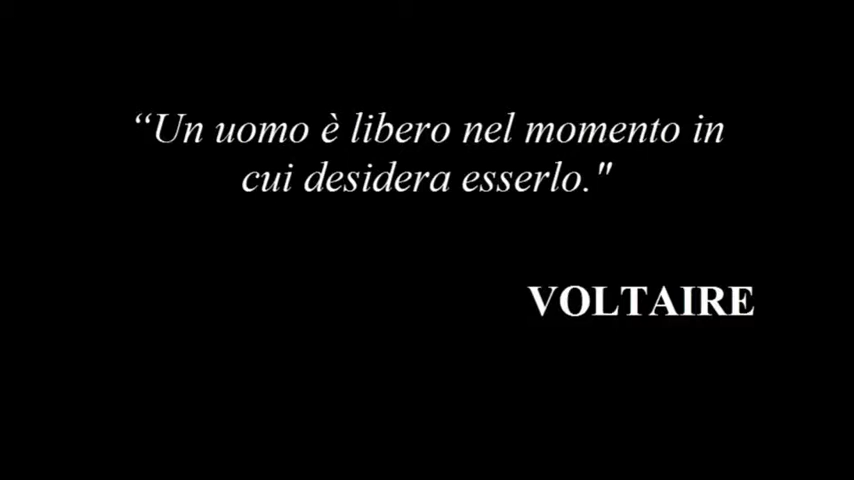 “Un uomo è libero nel momento in
cui desidera esserlo."
VOLTAIRE